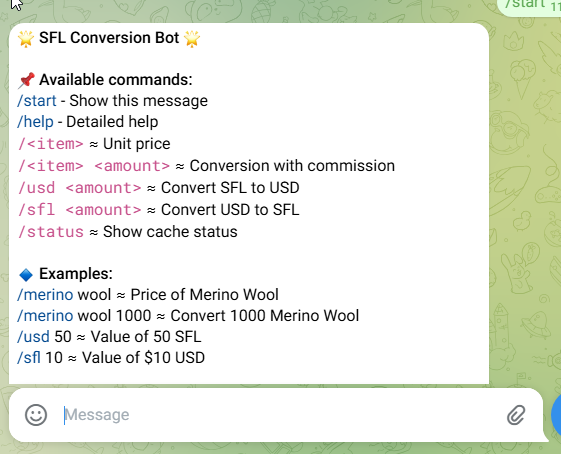 /start 11
🌟 SFL Conversion Bot 🌟
📌 Available commands:
/start - Show this message
/help - Detailed help
/<item> ≈ Unit price
/<item> <amount> ≈ Conversion with commission
/usd <amount> ≈ Convert SFL to USD
/sfl <amount> ≈ Convert USD to SFL
/status ≈ Show cache status
🔹 Examples:
/merino wool ≈ Price of Merino Wool
/merino wool 1000 ≈ Convert 1000 Merino Wool
/usd 50 ≈ Value of 50 SFL
/sfl 10 ≈ Value of $10 USD
Message